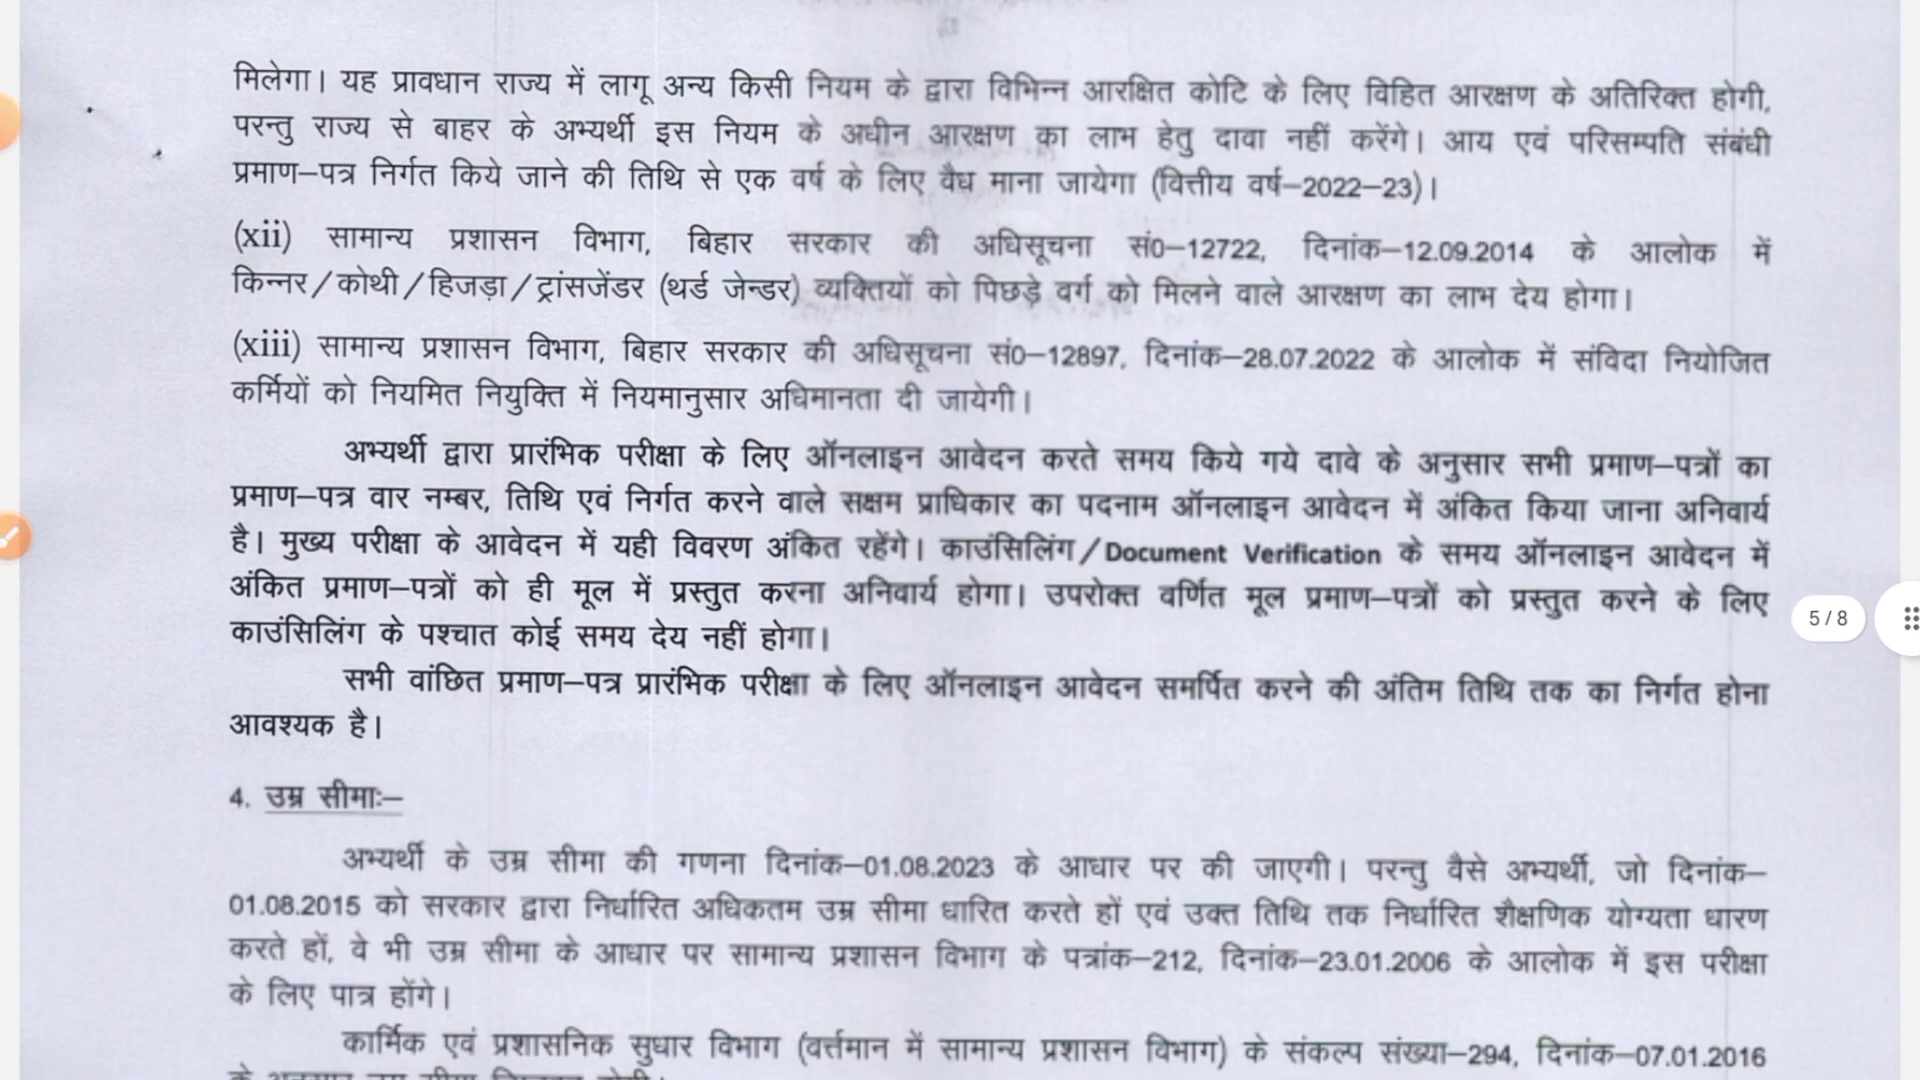 मिलेगा। यह प्रावधान राज्य में लागू अन्य किसी नियम के द्वारा विभिन्न आरक्षित कोटि के लिए विहित आरक्षण के अतिरिक्त होगी,
परन्तु राज्य से बाहर के अभ्यर्थी इस नियम के अधीन आरक्षण का लाभ हेतु दावा नहीं करेंगे। आय एवं परिसम्पति संबंधी
प्रमाण–पत्र निर्गत किये जाने की तिथि से एक वर्ष के लिए वैध माना जायेगा (वित्तीय वर्ष–2022–23)।
(xii) सामान्य प्रशासन विभाग, बिहार सरकार की अधिसूचना सं0–12722, दिनांक–12.09.2014 के आलोक में
किन्नर/कोथी/हिजड़ा/ट्रांसजेंडर (थर्ड जेन्डर) व्यक्तियों को पिछड़े वर्ग को मिलने वाले आरक्षण का लाभ देय होगा।
(xiii) सामान्य प्रशासन विभाग, बिहार सरकार की अधिसूचना सं0–12897, दिनांक–28.07.2022 के आलोक में संविदा नियोजित
कर्मियों को नियमित नियुक्ति में नियमानुसार अधिमानता दी जायेगी।
अभ्यर्थी द्वारा प्रारंभिक परीक्षा के लिए ऑनलाइन आवेदन करते समय किये गये दावे के अनुसार सभी प्रमाण–पत्रों का
प्रमाण–पत्र वार नम्बर, तिथि एवं निर्गत करने वाले सक्षम प्राधिकार का पदनाम ऑनलाइन आवेदन में अंकित किया जाना अनिवार्य
है। मुख्य परीक्षा के आवेदन में यही विवरण अंकित रहेंगे। काउंसिलिंग/Document Verification के समय ऑनलाइन आवेदन में
अंकित प्रमाण–पत्रों को ही मूल में प्रस्तुत करना अनिवार्य होगा। उपरोक्त वर्णित मूल प्रमाण–पत्रों को प्रस्तुत करने के लिए
काउंसिलिंग के पश्चात कोई समय देय नहीं होगा।
5/8
सभी वांछित प्रमाण–पत्र प्रारंभिक परीक्षा के लिए ऑनलाइन आवेदन समर्पित करने की अंतिम तिथि तक का निर्गत होना
आवश्यक है।
4. उम्र सीमाः–
अभ्यर्थी के उम्र सीमा की गणना दिनांक–01.08.2023 के आधार पर की जाएगी। परन्तु वैसे अभ्यर्थी, जो दिनांक–
01.08.2015 को सरकार द्वारा निर्धारित अधिकतम उम्र सीमा धारित करते हों एवं उक्त तिथि तक निर्धारित शैक्षणिक योग्यता धारण
करते हों, वे भी उम्र सीमा के आधार पर सामान्य प्रशासन विभाग के पत्रांक–212, दिनांक–23.01.2006 के आलोक में इस परीक्षा
के लिए पात्र होंगे।
कार्मिक एवं प्रशासनिक सुधार विभाग (वर्त्तमान में सामान्य प्रशासन विभाग) के संकल्प संख्या–294, दिनांक–07.01.2016